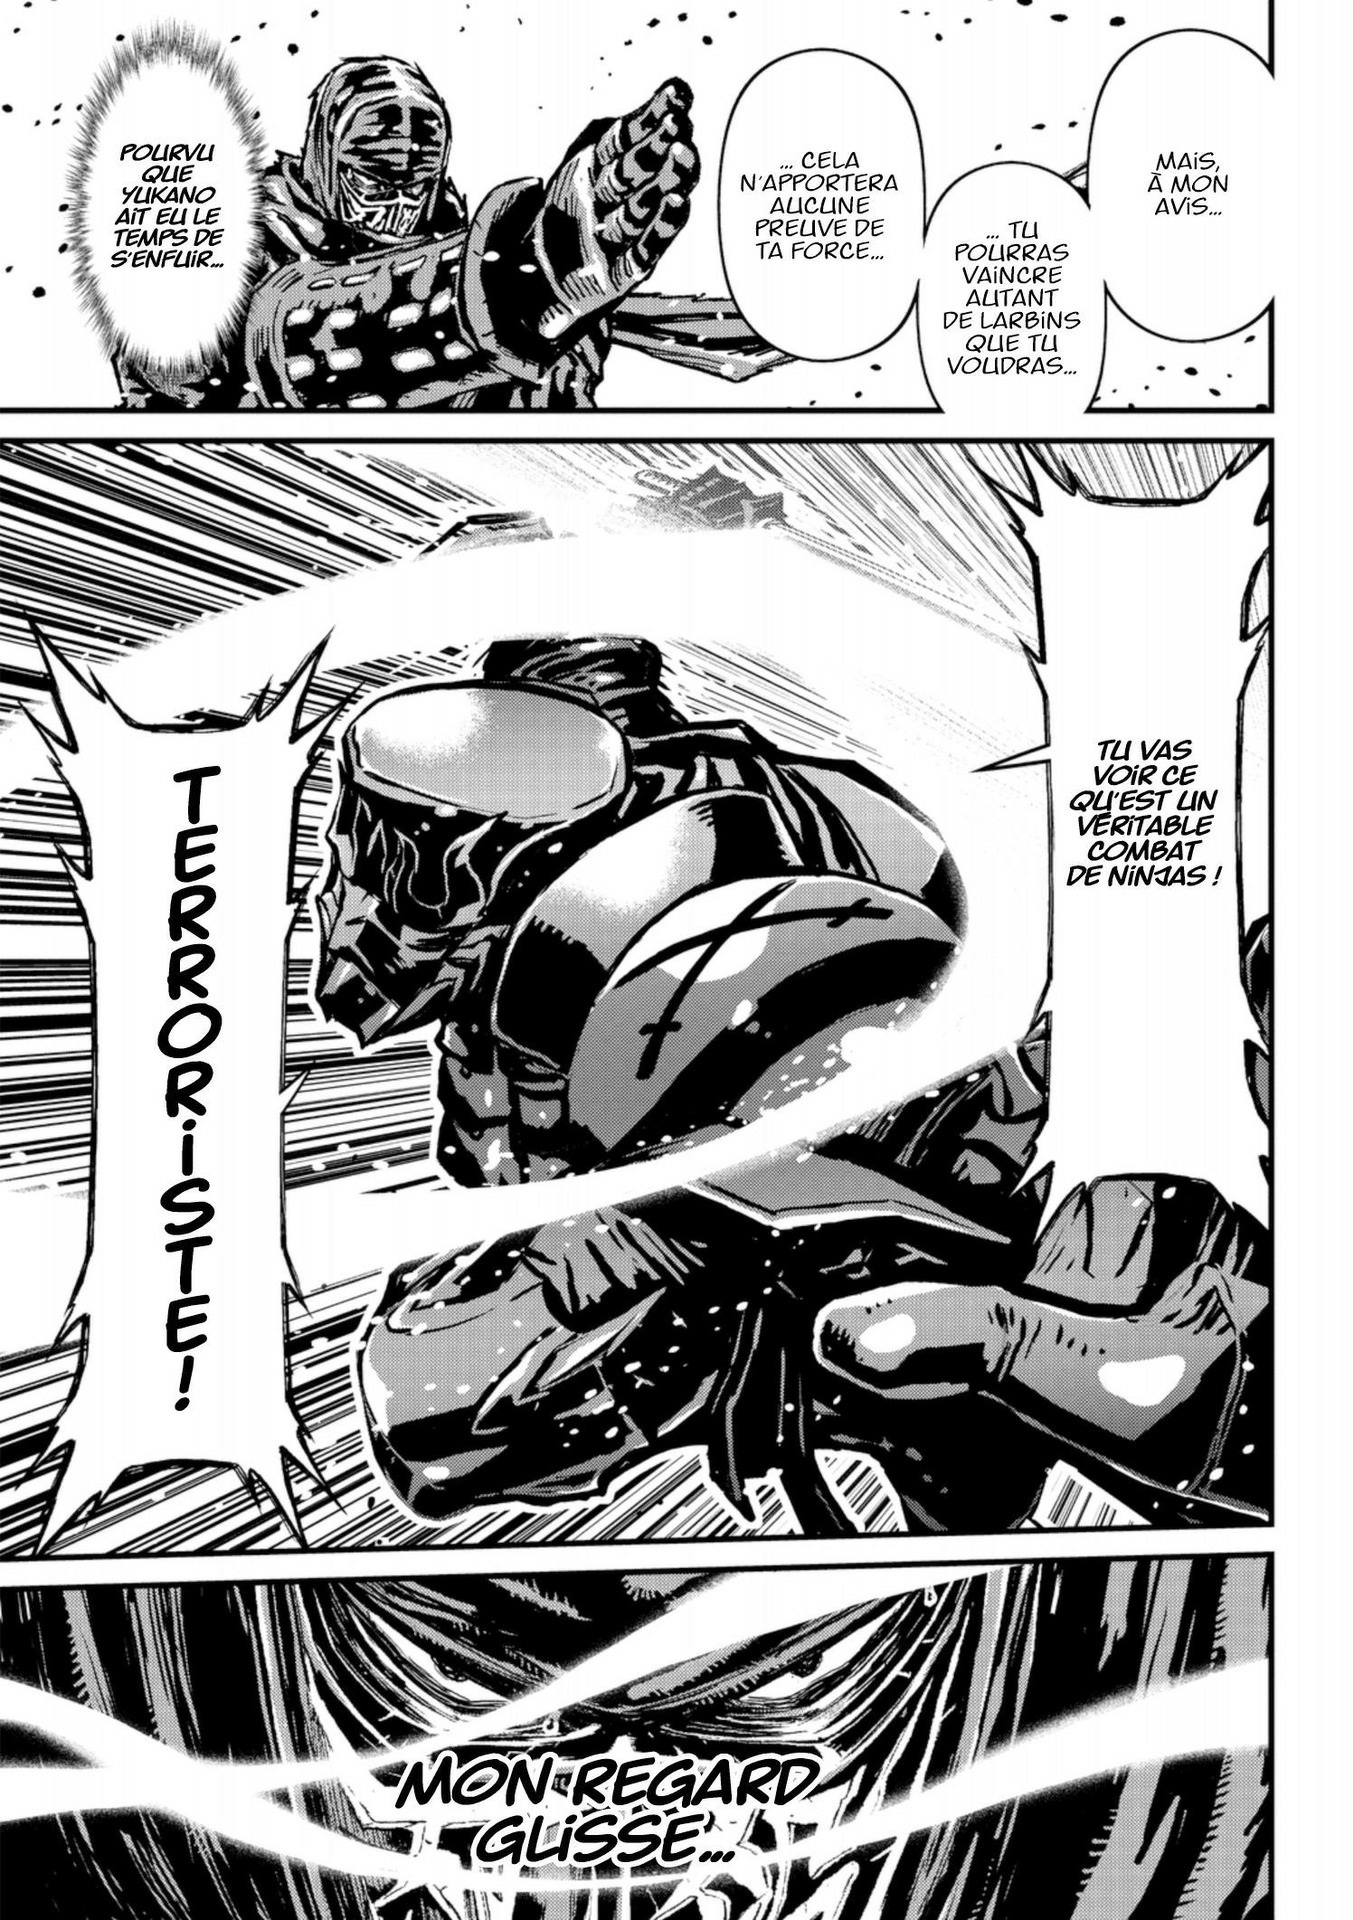 MAIS,
À MON
AVIS...
... TU
POURRAS
VAINCRE
AUTANT
DE LARBINS
QUE TU
VOUDRAS...
... CELA
N'APPORTERA
AUCUNE
PREUVE DE
TA FORCE...
POURVU
QUE
YUKANO
AIT EU LE
TEMPS DE
S'ENFUIR...
TU VAS
VOIR CE
QU'EST UN
VÉRITABLE
COMBAT
DE NINJAS !
TERRORISTE !
MON REGARD
GLISSE...